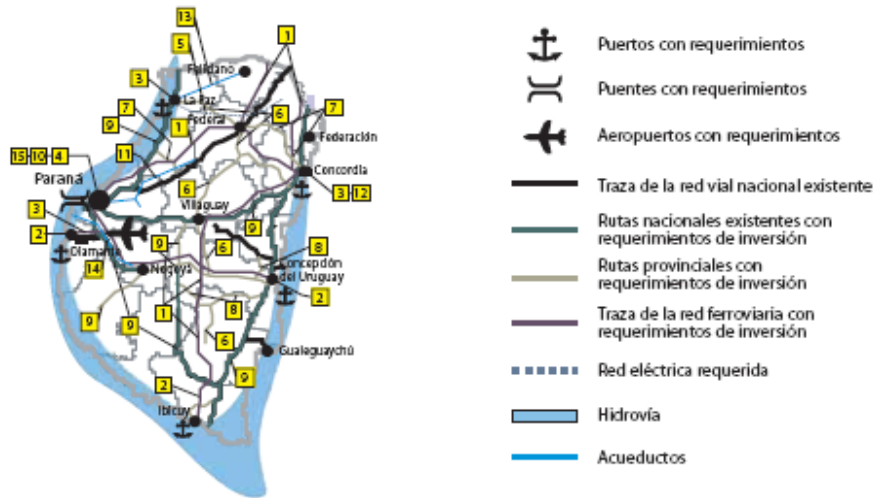 13
1
5
Feliciano
3
La Paz
7
Federal
6
7
9
1
Federación
15 10 4
11
Concordia
Paraná
6
3 12
Villaguay
3
9
2
9
6
8
Diamante
Concepción
del Uruguay
14
Nogoyá
2
9
9
1
8
6
Gualeguaychú
9
2
Ibicuy
Puertos con requerimientos
Puentes con requerimientos
Aeropuertos con requerimientos
Traza de la red vial nacional existente
Rutas nacionales existentes con
requerimientos de inversión
Rutas provinciales con
requerimientos de inversión
Traza de la red ferroviaria con
requerimientos de inversión
Red eléctrica requerida
Hidrovía
Acueductos